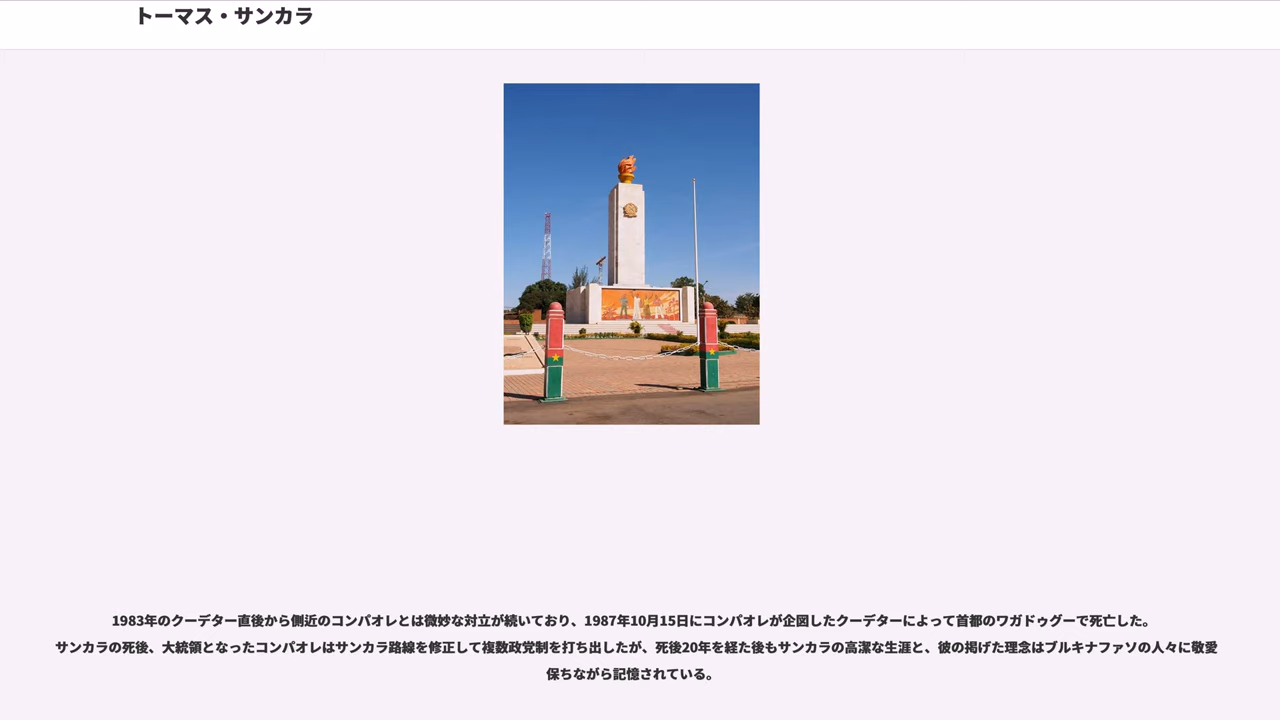 トーマス・サンカラ
1983年のクーデター直後から側近のコンパオレとは微妙な対立が続いており、1987年10月15日にコンパオレが企図したクーデターによって首都のワガドゥグーで死亡した。
サンカラの死後、大統領となったコンパオレはサンカラ路線を修正して複数政党制を打ち出したが、死後20年を経た後もサンカラの高潔な生涯と、彼の掲げた理念はブルキナファソの人々に敬愛
保ちながら記憶されている。